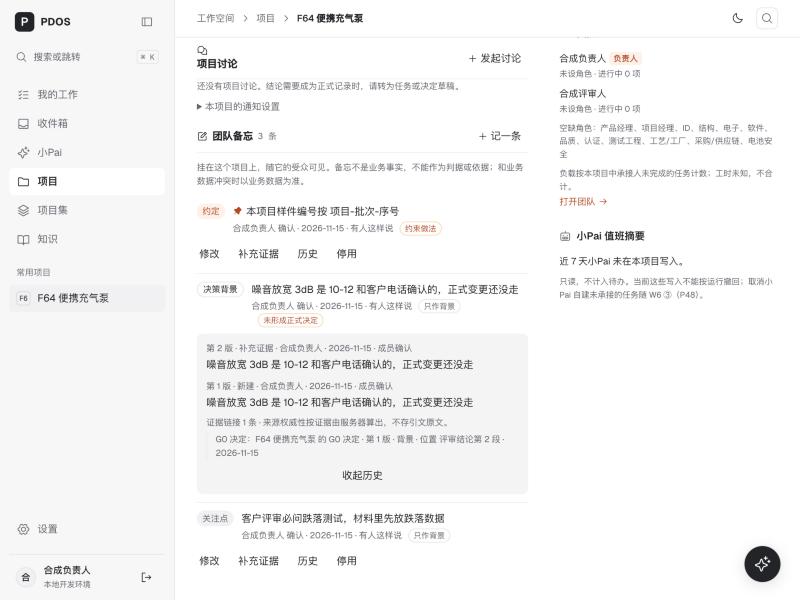 P PDOS
搜索或跳转 ⌘ K
我的工作
收件箱
小Pai
项目
项目集
知识
常用项目
F6 F64 便携充气泵
设置
合 合成负责人
本地开发环境
工作空间 > 项目 > F64 便携充气泵
项目讨论
+ 发起讨论
还没有项目讨论。结论需要成为正式记录时，请转为任务或决定草稿。
▶ 本项目的通知设置
团队备忘 3 条
+ 记一条
挂在这个项目上，随它的受众可见。备忘不是业务事实，不能作为判据或依据；和业务
数据冲突时以业务数据为准。
约定 本项目样件编号按 项目-批次-序号
合成负责人 确认 · 2026-11-15 · 有人这样说 约束做法
修改 补充证据 历史 停用
决策背景 噪音放宽 3dB 是 10-12 和客户电话确认的，正式变更还没走
合成负责人 确认 · 2026-11-15 · 有人这样说 只作背景
未形成正式决定
第 2 版 · 补充证据 · 合成负责人 · 2026-11-15 · 成员确认
噪音放宽 3dB 是 10-12 和客户电话确认的，正式变更还没走
第 1 版 · 新建 · 合成负责人 · 2026-11-15 · 成员确认
噪音放宽 3dB 是 10-12 和客户电话确认的，正式变更还没走
证据链接 1 条 · 来源权威性按证据由服务器算出，不存引文原文。
GO 决定：F64 便携充气泵 的 GO 决定 · 第 1 版 · 背景 · 位置 评审结论第 2 段 ·
2026-11-15
收起历史
关注点 客户评审必问跌落测试，材料里先放跌落数据
合成负责人 确认 · 2026-11-15 · 有人这样说 只作背景
修改 补充证据 历史 停用
合成负责人 负责人
未设角色 · 进行中 0 项
合成评审人
未设角色 · 进行中 0 项
空缺角色：产品经理、项目经理、ID、结构、电子、软件、
品质、认证、测试工程、工艺/工厂、采购/供应链、电池安
全
负载按本项目中承接人未完成的任务计数；工时未知，不合
计。
打开团队 →
小Pai 值班摘要
近 7 天小Pai 未在本项目写入。
只读，不计入待办。当前这些写入不能按运行撤回；取消小
Pai 自建未承接的任务随 W6 ③（P48）。